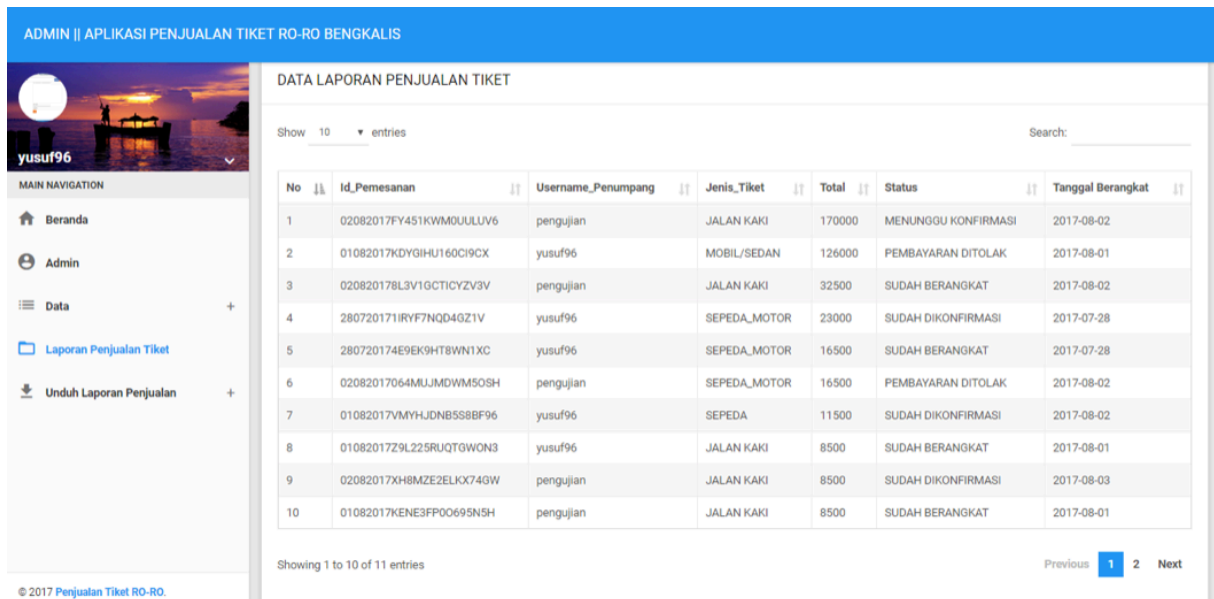 ADMIN || APLIKASI PENJUALAN TIKET RO-RO BENGKALIS
yusuf96
MAIN NAVIGATION
Beranda
Admin
Data +
Laporan Penjualan Tiket
Unduh Laporan Penjualan +
© 2017 Penjualan Tiket RO-RO.
DATA LAPORAN PENJUALAN TIKET
Show 10 entries Search:
No Id_Pemesanan Username_Penumpang Jenis_Tiket Total Status Tanggal Berangkat
1 02082017FY451KWM0UULUV6 pengujian JALAN KAKI 170000 MENUNGGU KONFIRMASI 2017-08-02
2 01082017KDYGIHU160CI9CX yusuf96 MOBIL/SEDAN 126000 PEMBAYARAN DITOLAK 2017-08-01
3 020820178L3V1GCTICYZV3V pengujian JALAN KAKI 32500 SUDAH BERANGKAT 2017-08-02
4 280720171IRYF7NQD4GZ1V yusuf96 SEPEDA_MOTOR 23000 SUDAH DIKONFIRMASI 2017-07-28
5 280720174E9EK9HT8WN1XC yusuf96 SEPEDA_MOTOR 16500 SUDAH BERANGKAT 2017-07-28
6 02082017064MUJMDWM5OSH pengujian SEPEDA_MOTOR 16500 PEMBAYARAN DITOLAK 2017-08-02
7 01082017VMYHJDNB5S8BF96 yusuf96 SEPEDA 11500 SUDAH DIKONFIRMASI 2017-08-02
8 01082017Z9L225RUQTGWON3 yusuf96 JALAN KAKI 8500 SUDAH BERANGKAT 2017-08-01
9 02082017XH8MZE2ELKX74GW pengujian JALAN KAKI 8500 SUDAH DIKONFIRMASI 2017-08-03
10 01082017KENE3FP0O695N5H pengujian JALAN KAKI 8500 SUDAH BERANGKAT 2017-08-01
Showing 1 to 10 of 11 entries
Previous 1 2 Next